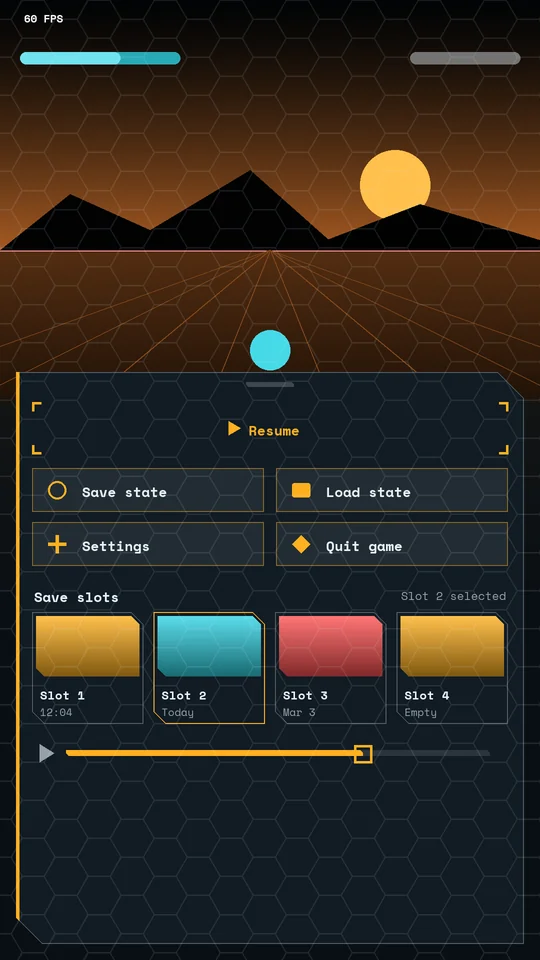 60 FPS
Resume
Save state
Load state
Settings
Quit game
Save slots
Slot 2 selected
Slot 1
12:04
Slot 2
Today
Slot 3
Mar 3
Slot 4
Empty